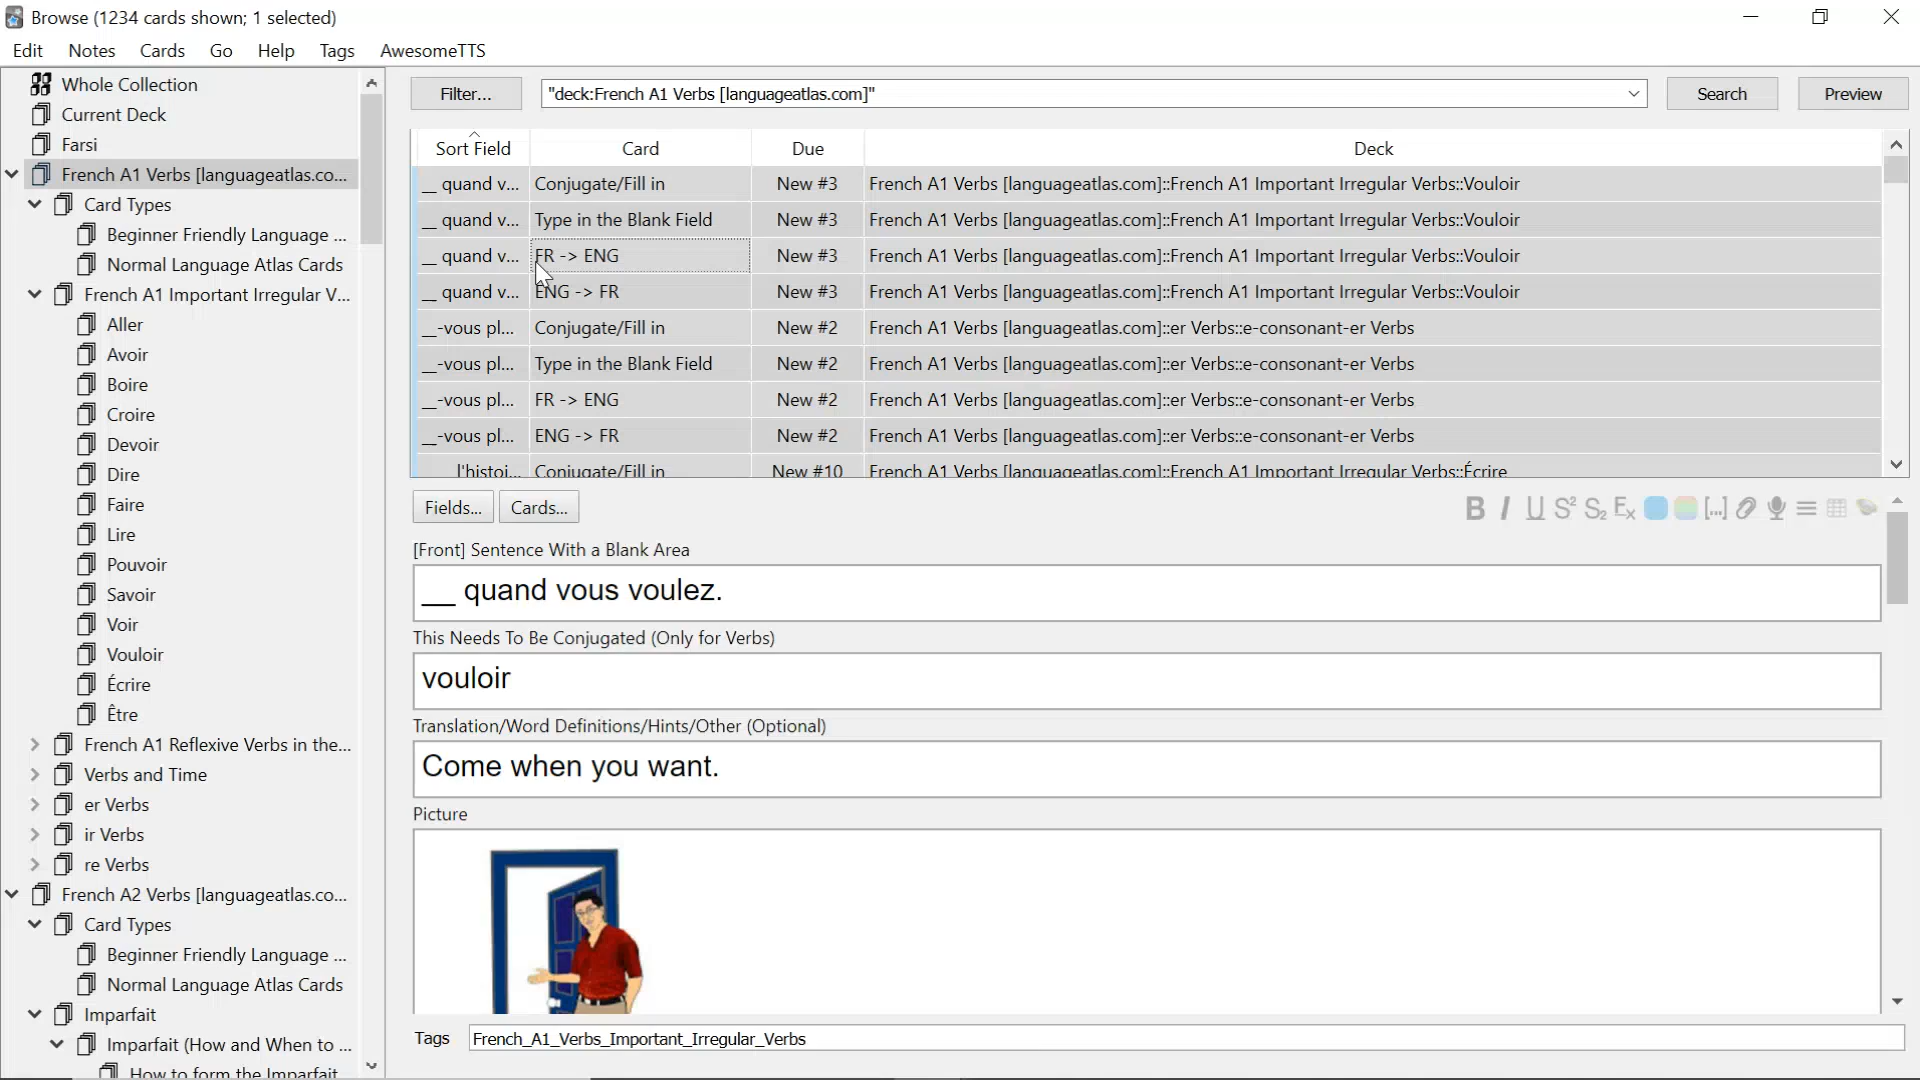 Browse (1234 cards shown; 1 selected)
Edit Notes Cards Go Help Tags AwesomeTTS
Whole Collection
Current Deck
Farsi
French A1 Verbs [languageatlas.co...
Card Types
Beginner Friendly Language ...
Normal Language Atlas Cards
French A1 Important Irregular V...
Aller
Avoir
Boire
Croire
Devoir
Dire
Faire
Lire
Pouvoir
Savoir
Voir
Vouloir
Écrire
Être
French A1 Reflexive Verbs in the...
Verbs and Time
er Verbs
ir Verbs
re Verbs
French A2 Verbs [languageatlas.co...
Card Types
Beginner Friendly Language ...
Normal Language Atlas Cards
Imparfait
Imparfait (How and When to ...
How to form the Imparfait
Filter... "deck:French A1 Verbs [languageatlas.com]" Search Preview
Sort Field Card Due Deck
__ quand v... Conjugate/Fill in New #3 French A1 Verbs [languageatlas.com]::French A1 Important Irregular Verbs::Vouloir
__ quand v... Type in the Blank Field New #3 French A1 Verbs [languageatlas.com]::French A1 Important Irregular Verbs::Vouloir
__ quand v... FR -> ENG New #3 French A1 Verbs [languageatlas.com]::French A1 Important Irregular Verbs::Vouloir
__ quand v... ENG -> FR New #3 French A1 Verbs [languageatlas.com]::French A1 Important Irregular Verbs::Vouloir
__-vous pl... Conjugate/Fill in New #2 French A1 Verbs [languageatlas.com]::er Verbs::e-consonant-er Verbs
__-vous pl... Type in the Blank Field New #2 French A1 Verbs [languageatlas.com]::er Verbs::e-consonant-er Verbs
__-vous pl... FR -> ENG New #2 French A1 Verbs [languageatlas.com]::er Verbs::e-consonant-er Verbs
__-vous pl... ENG -> FR New #2 French A1 Verbs [languageatlas.com]::er Verbs::e-consonant-er Verbs
__ l'histoi... Conjugate/Fill in New #10 French A1 Verbs [languageatlas.com]::French A1 Important Irregular Verbs::Écrire
Fields... Cards... B I U S² S₂ Ex [...]
[Front] Sentence With a Blank Area
__ quand vous voulez.
This Needs To Be Conjugated (Only for Verbs)
vouloir
Translation/Word Definitions/Hints/Other (Optional)
Come when you want.
Picture
Tags French_A1_Verbs_Important_Irregular_Verbs